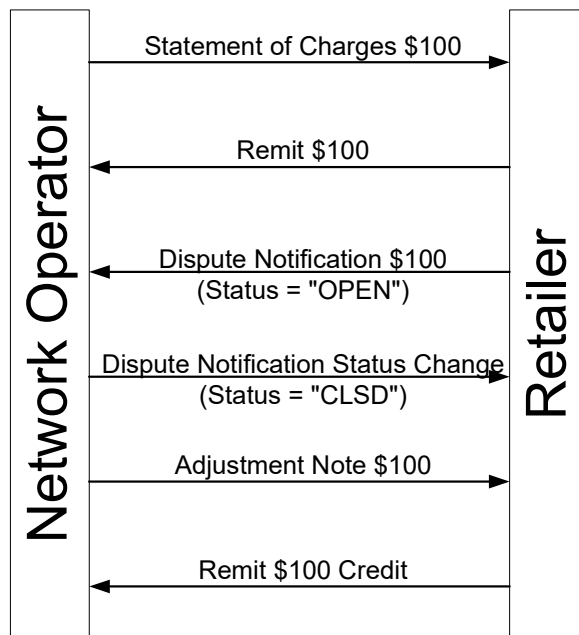 Network Operator
Retailer
Statement of Charges $100
Remit $100
Dispute Notification $100
(Status = "OPEN")
Dispute Notification Status Change
(Status = "CLSD")
Adjustment Note $100
Remit $100 Credit